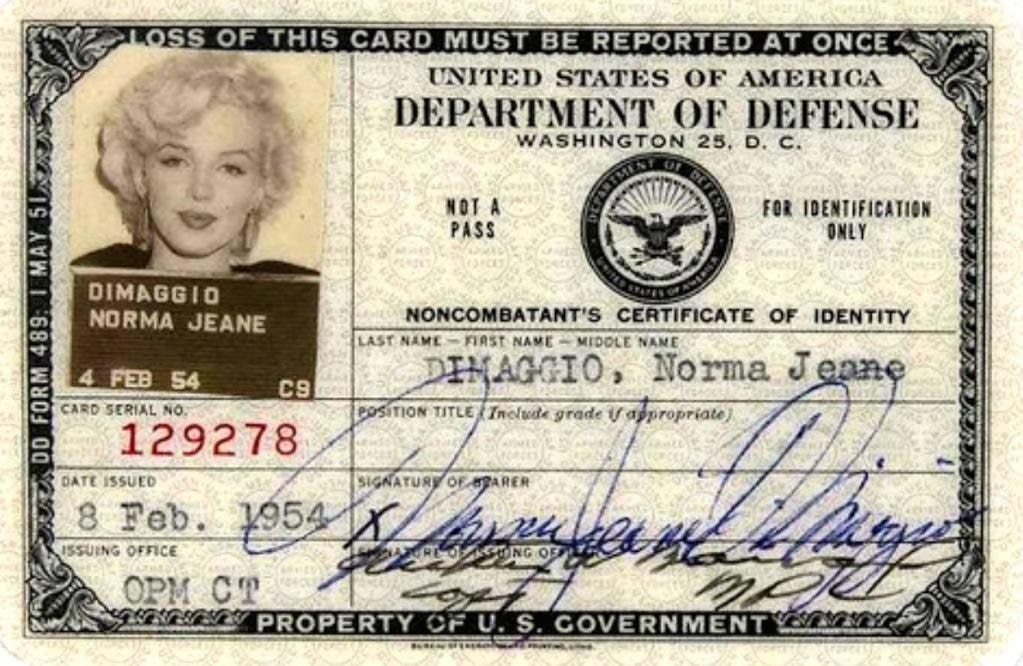 LOSS OF THIS CARD MUST BE REPORTED AT ONCE
DD FORM 489: 1 MAY 51
DIMAGGIO
NORMA JEANE
4 FEB 54 C9
UNITED STATES OF AMERICA
DEPARTMENT OF DEFENSE
WASHINGTON 25, D. C.
NOT A
PASS
DEPARTMENT OF DEFENSE
UNITED STATES OF AMERICA
FOR IDENTIFICATION
ONLY
NONCOMBATANT'S CERTIFICATE OF IDENTITY
LAST NAME — FIRST NAME — MIDDLE NAME
DIMAGGIO, Norma Jeane
CARD SERIAL NO.
129278
POSITION TITLE (Include grade if appropriate)
DATE ISSUED
8 Feb. 1954
SIGNATURE OF BEARER
X Norma Jeane DiMaggio
ISSUING OFFICE
OPM CT
SIGNATURE OF ISSUING OFFICER
Capt MPC
PROPERTY OF U. S. GOVERNMENT